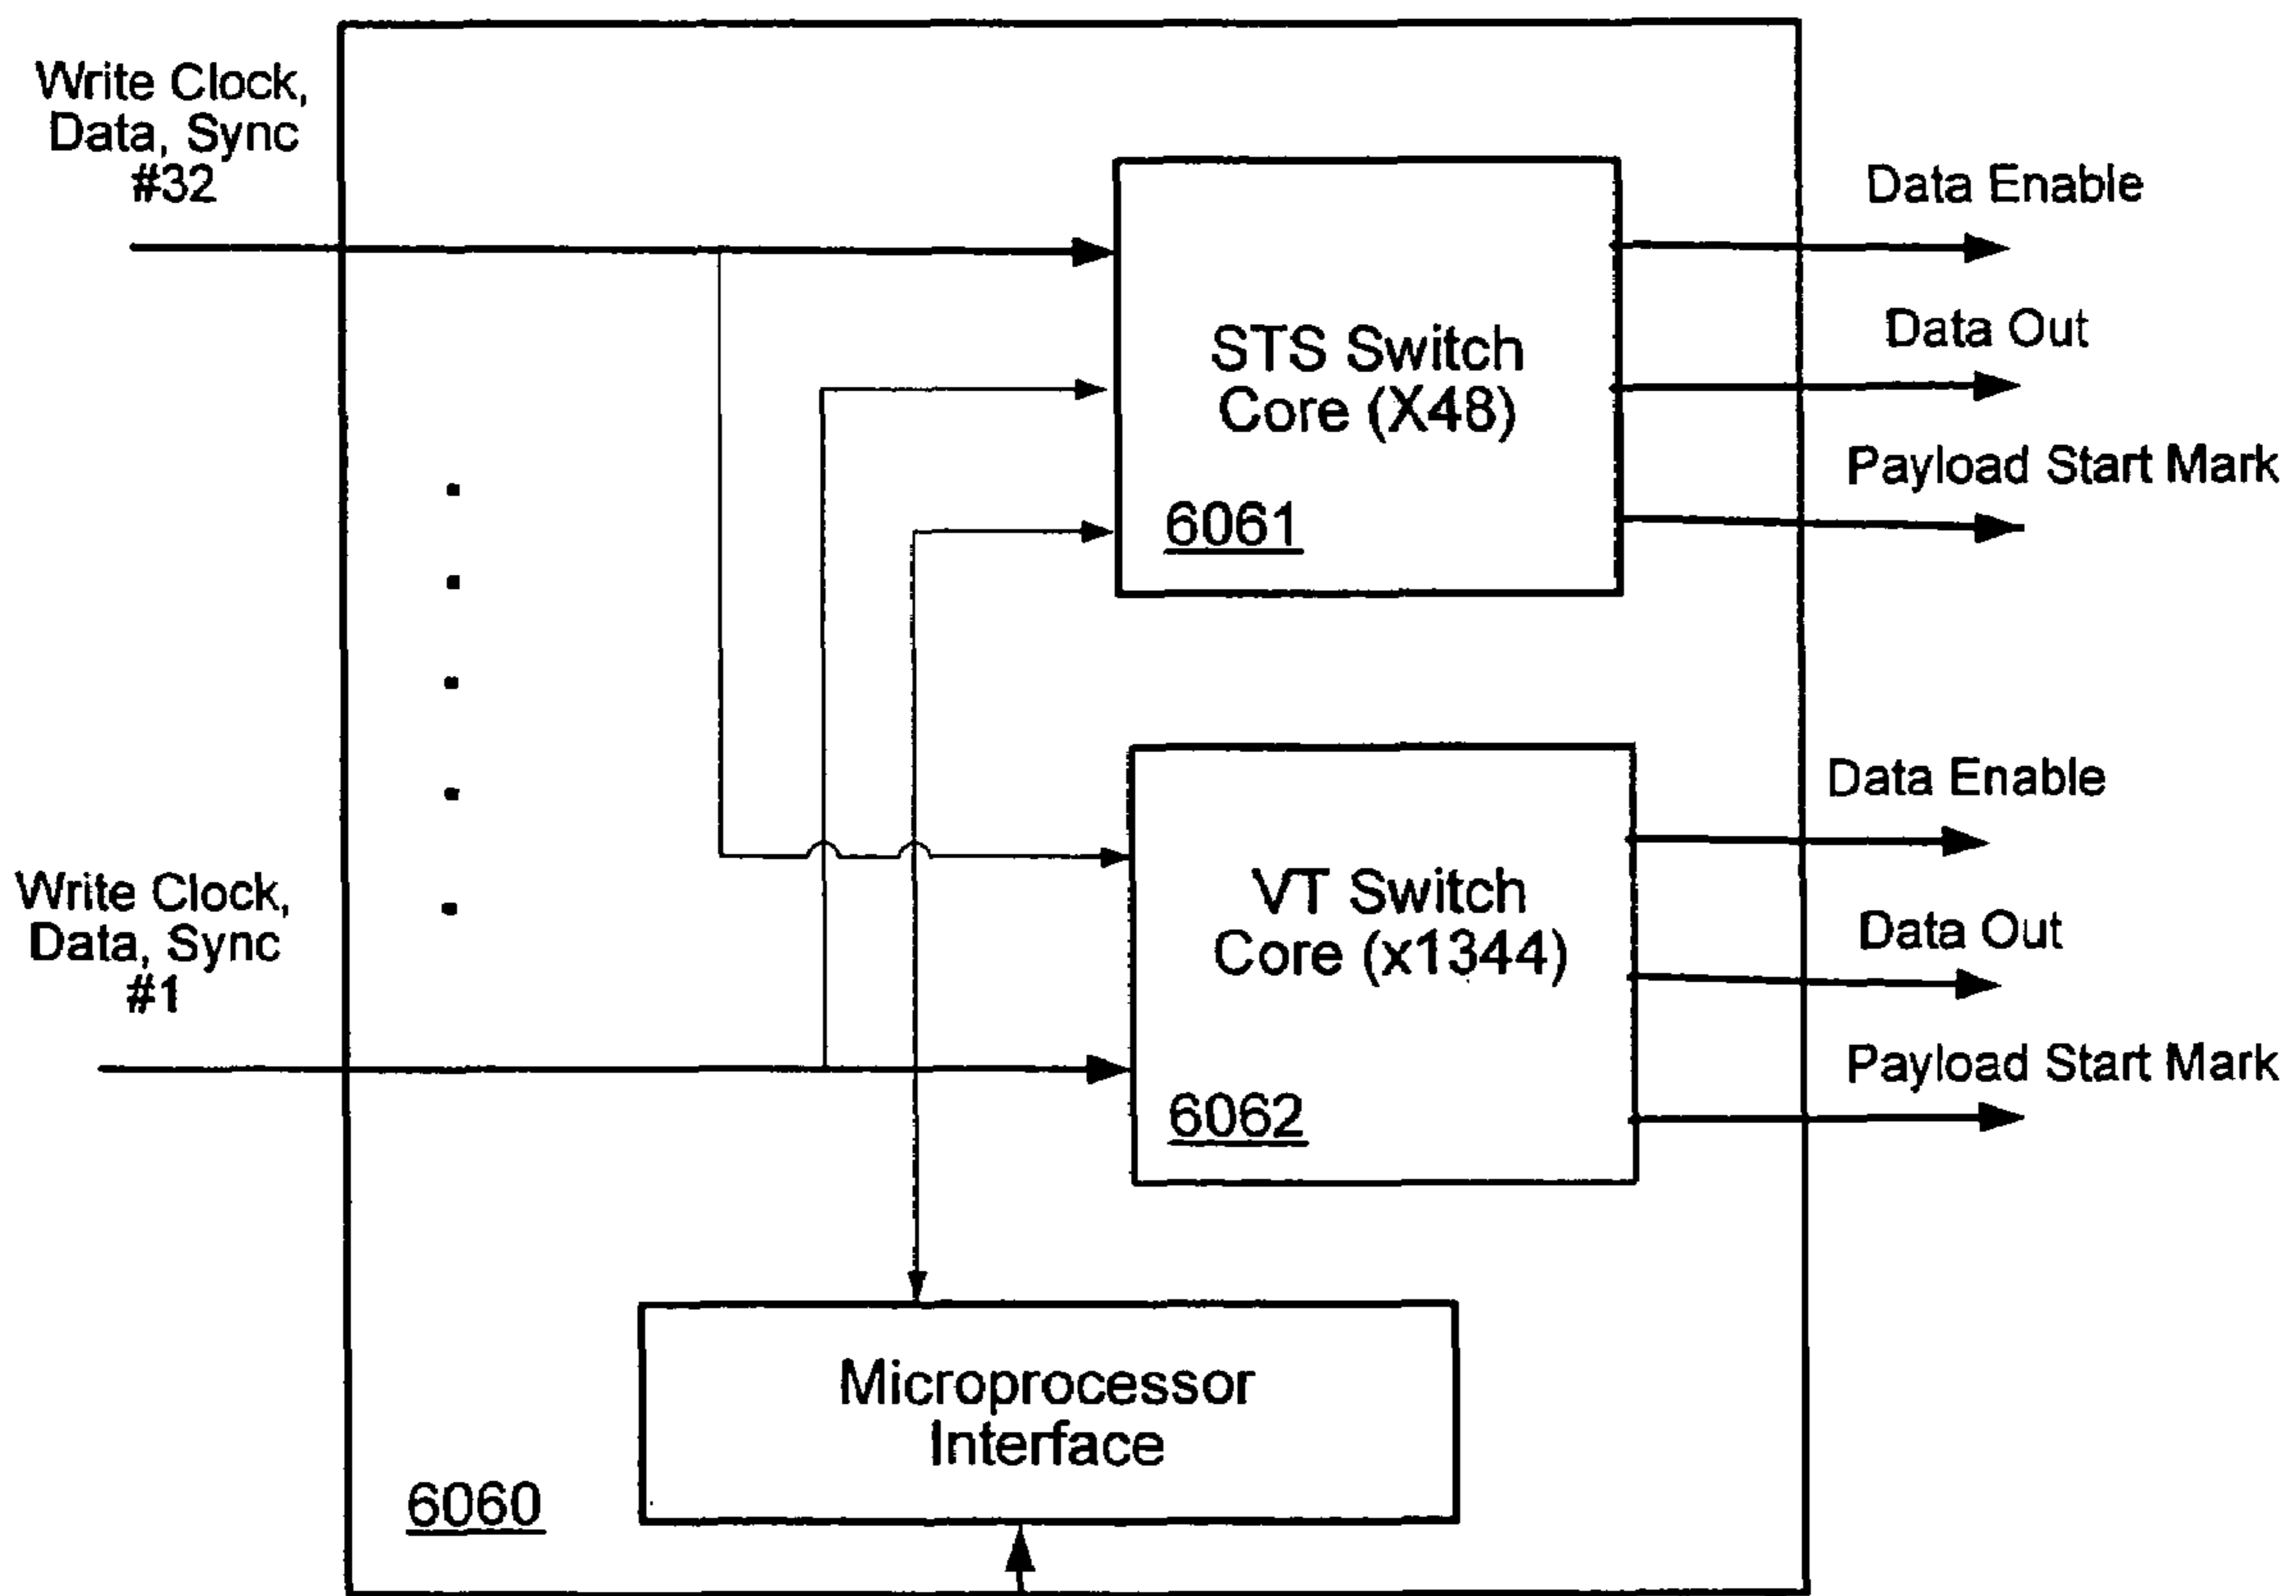 Write Clock,
Data, Sync
#32
Data Enable
Data Out
STS Switch
Core (X48)
Payload Start Mark
6061
Data Enable
Write Clock,
Data, Sync
#1
VT Switch
Core (x1344)
Data Out
Payload Start Mark
6062
Microprocessor
Interface
6060